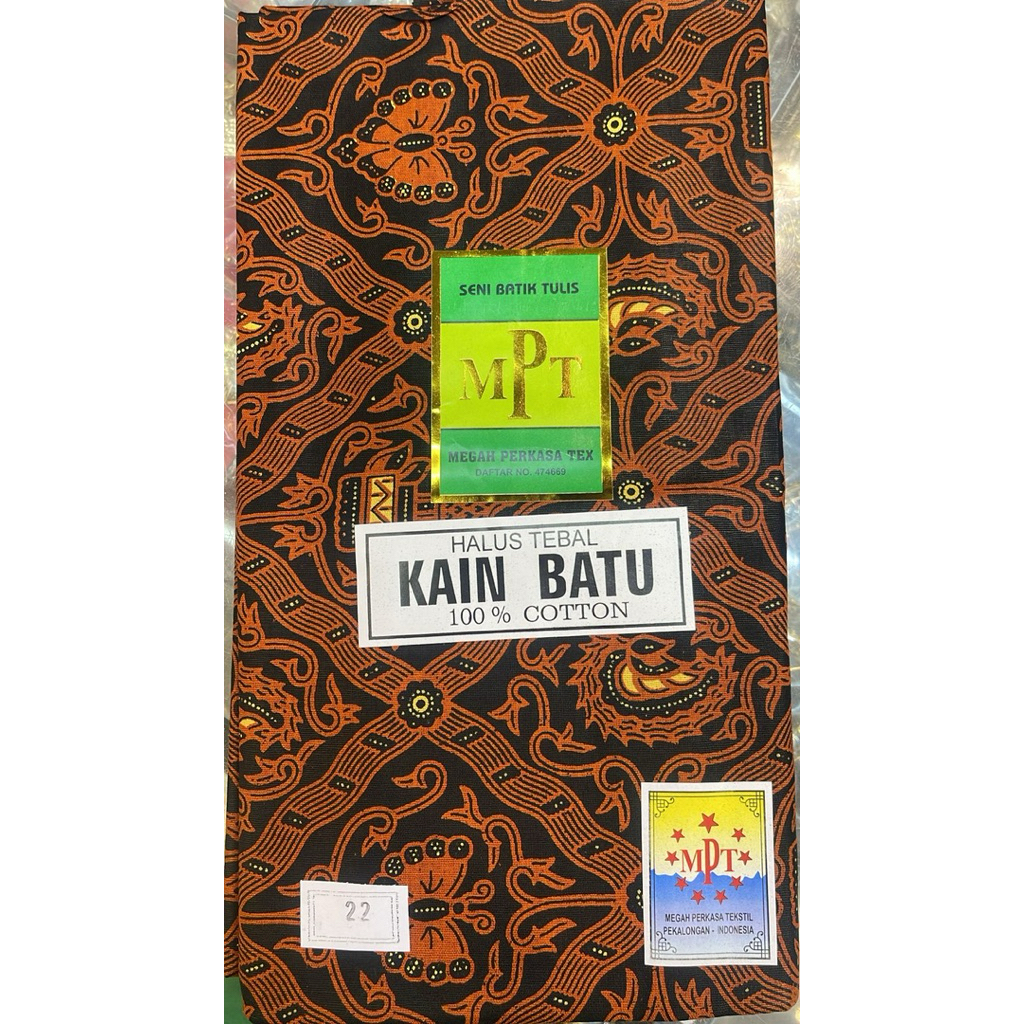 SENI BATIK TULIS
MPT
MEGAH PERKASA TEX
DAFTAR NO. 474669
HALUS TEBAL
KAIN BATU
100 % COTTON
22
MPT
MEGAH PERKASA TEKSTIL
PEKALONGAN - INDONESIA